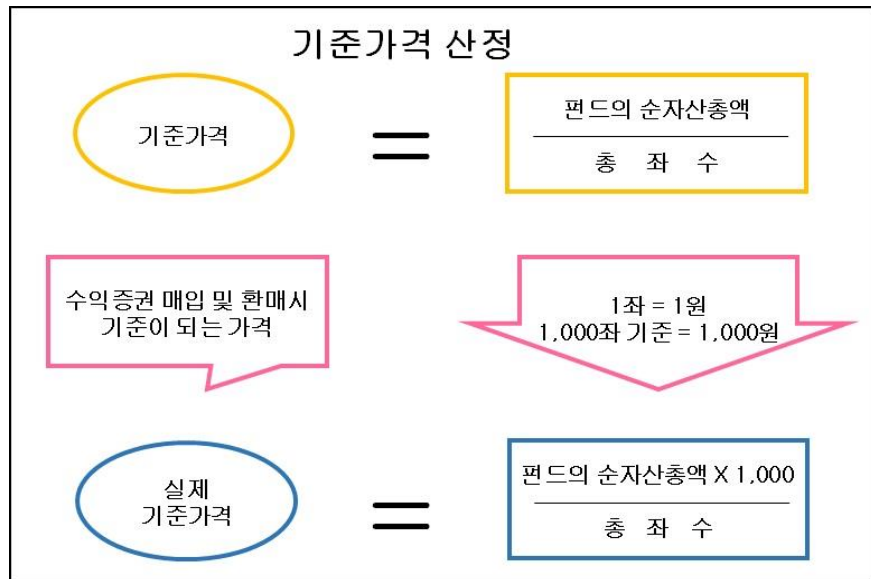 기준가격 산정
기준가격
=
펀드의 순자산총액
총 좌 수
수익증권 매입 및 환매시
기준이 되는 가격
1좌 = 1원
1,000좌 기준 = 1,000원
실제
기준가격
=
펀드의 순자산총액 X 1,000
총 좌 수